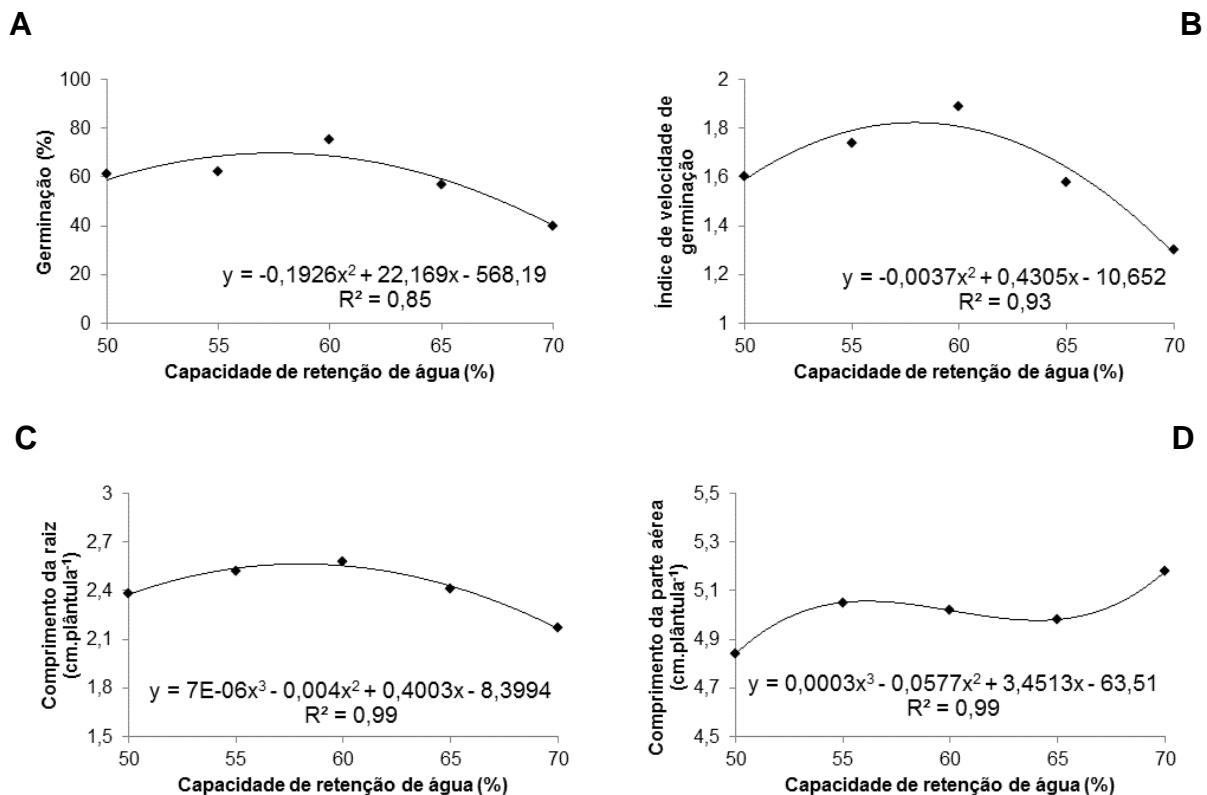 A
B
Germinação (%)
100
80
60
40
20
0
y = -0,1926x² + 22,169x - 568,19
R² = 0,85
50 55 60 65 70
Capacidade de retenção de água (%)
Índice de velocidade de
germinação
2
1,8
1,6
1,4
1,2
1
y = -0,0037x² + 0,4305x - 10,652
R² = 0,93
50 55 60 65 70
Capacidade de retenção de água (%)
C
D
Comprimento da raiz
(cm.plântula⁻¹)
3
2,7
2,4
2,1
1,8
1,5
y = 7E-06x³ - 0,004x² + 0,4003x - 8,3994
R² = 0,99
50 55 60 65 70
Capacidade de retenção de água (%)
Comprimento da parte aérea
(cm.plântula⁻¹)
5,5
5,3
5,1
4,9
4,7
4,5
y = 0,0003x³ - 0,0577x² + 3,4513x - 63,51
R² = 0,99
50 55 60 65 70
Capacidade de retenção de água (%)